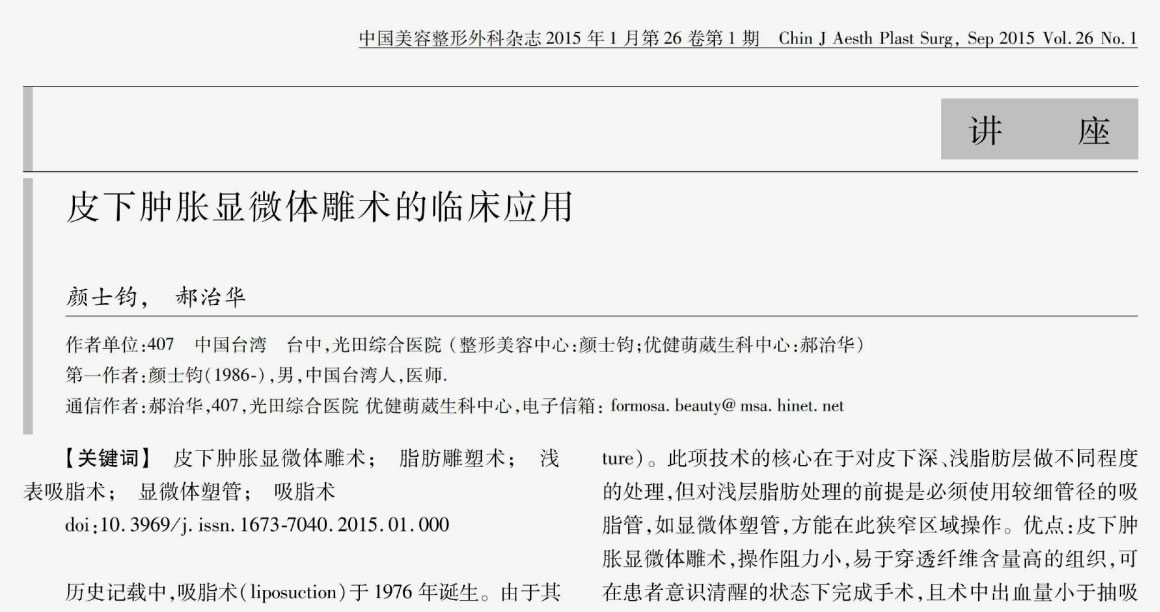 中国美容整形外科杂志2015年1月第26卷第1期 Chin J Aesth Plast Surg, Sep 2015 Vol.26 No.1
讲 座
皮下肿胀显微体雕术的临床应用
颜士钧， 郝治华
作者单位:407 中国台湾 台中,光田综合医院（整形美容中心:颜士钧;优健萌葳生科中心:郝治华）
第一作者:颜士钧(1986-),男,中国台湾人,医师.
通信作者:郝治华,407,光田综合医院 优健萌葳生科中心,电子信箱: formosa. beauty@ msa. hinet. net
【关键词】 皮下肿胀显微体雕术； 脂肪雕塑术； 浅
表吸脂术； 显微体塑管； 吸脂术
doi:10. 3969/j. issn. 1673-7040. 2015. 01. 000
历史记载中,吸脂术(liposuction)于1976年诞生。由于其
ture)。此项技术的核心在于对皮下深、浅脂肪层做不同程度
的处理,但对浅层脂肪处理的前提是必须使用较细管径的吸
脂管,如显微体塑管,方能在此狭窄区域操作。优点:皮下肿
胀显微体雕术,操作阻力小,易于穿透纤维含量高的组织,可
在患者意识清醒的状态下完成手术,且术中出血量小于抽吸